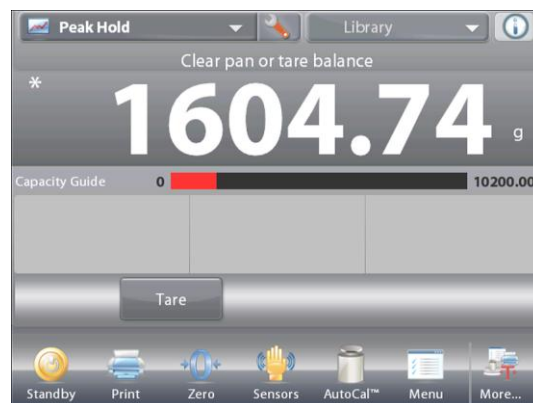 Peak Hold Library
Clear pan or tare balance
* 1604.74 g
Capacity Guide 0 10200.00
Tare
Standby Print Zero Sensors AutoCal™ Menu More...